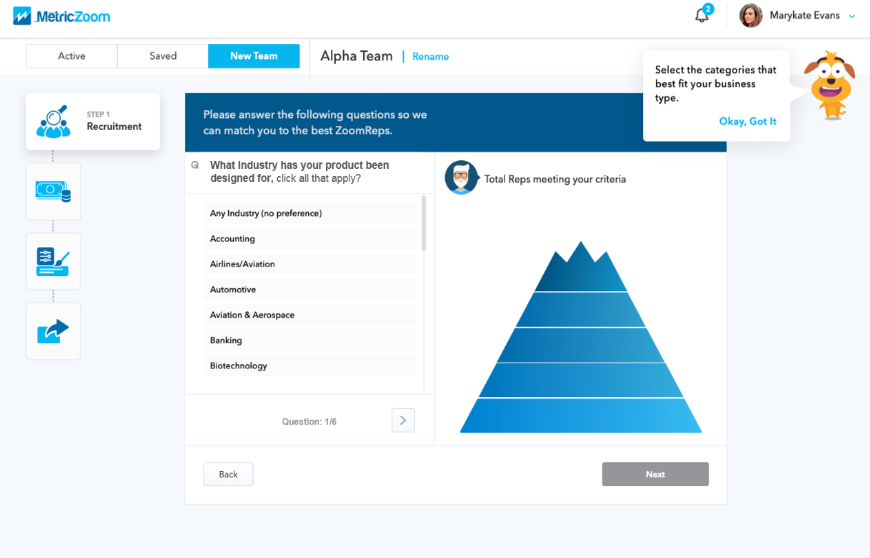 MetricZoom
2
Marykate Evans
Active
Saved
New Team
Alpha Team
Rename
Select the categories that
best fit your business
type.
Okay, Got It
STEP 1
Recruitment
Please answer the following questions so we
can match you to the best ZoomReps.
Q
What Industry has your product been
designed for, click all that apply?
Total Reps meeting your criteria
Any Industry (no preference)
Accounting
Airlines/Aviation
Automotive
Aviation & Aerospace
Banking
Biotechnology
Question: 1/6
Back
Next